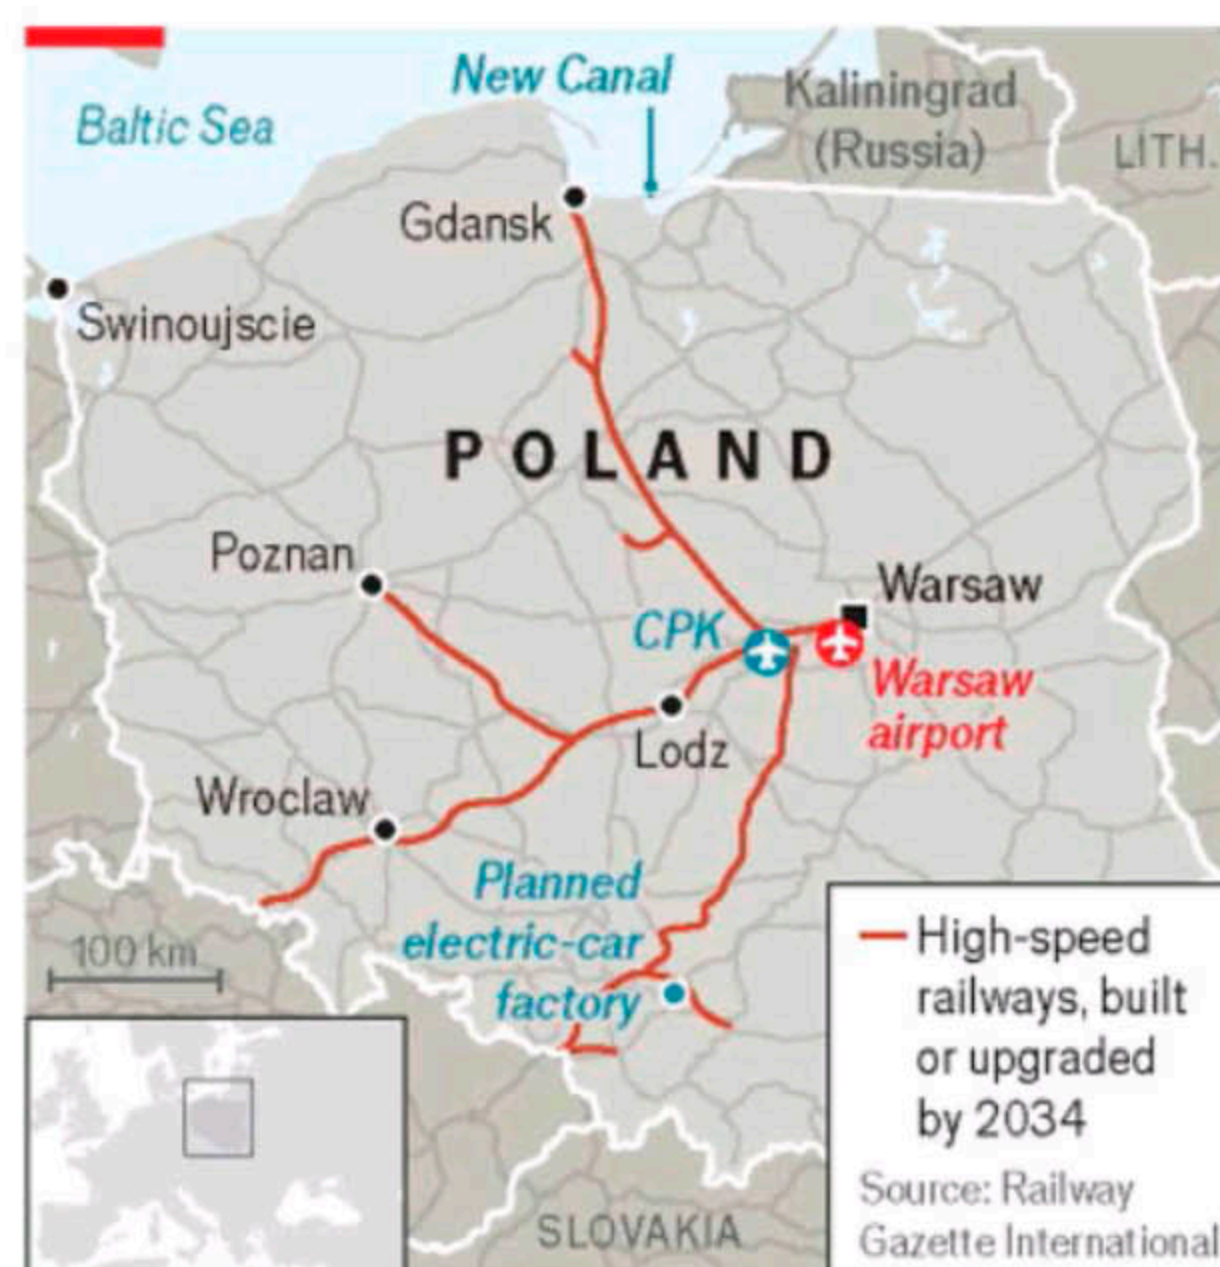 New Canal
Baltic Sea
Kaliningrad
(Russia)
LITH.
Gdansk
Swinoujscie
POLAND
Poznan
Warsaw
CPK
Warsaw
airport
Lodz
Wroclaw
Planned
electric-car
factory
100 km
High-speed
railways, built
or upgraded
by 2034
Source: Railway
Gazette International
SLOVAKIA